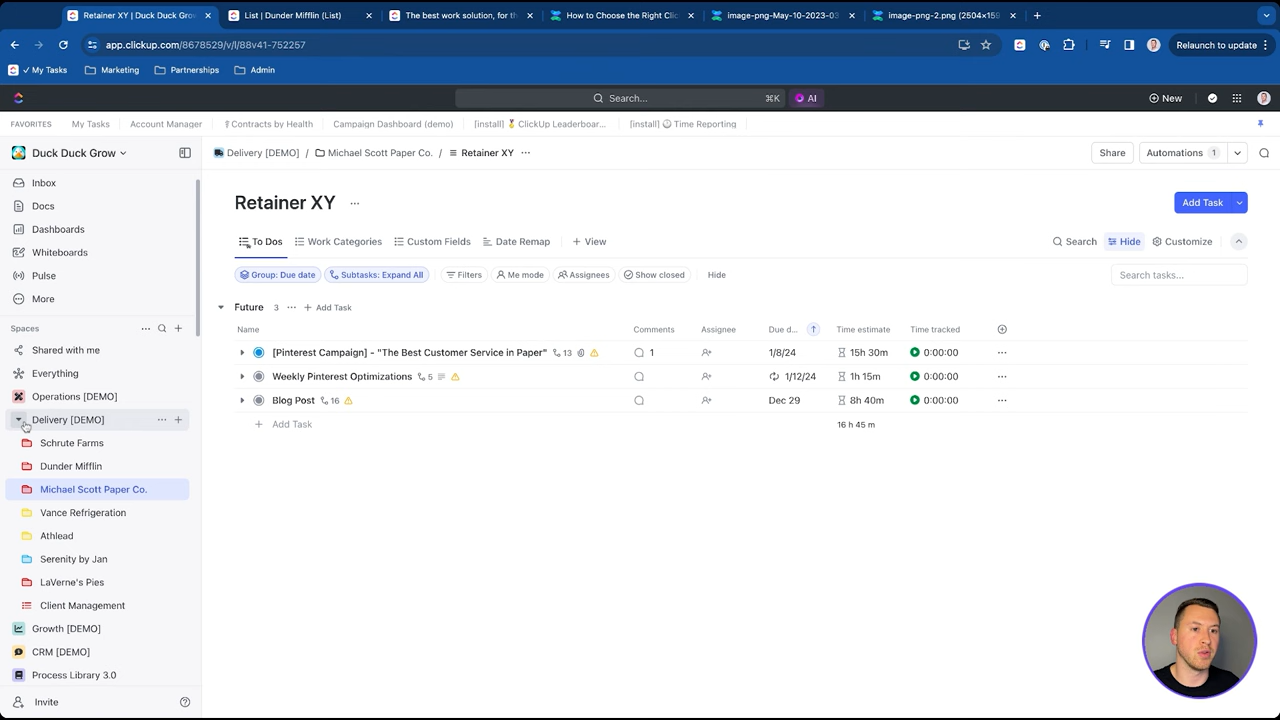 Retainer XY | Duck Duck Grow
List | Dunder Mifflin (List)
The best work solution, for th
How to Choose the Right Clic
image-png-May-10-2023-03
image-png-2.png (2504×159
app.clickup.com/8678529/v/l/88v41-752257
Relaunch to update
✓ My Tasks
Marketing
Partnerships
Admin
Search...
⌘K
AI
New
FAVORITES
My Tasks
Account Manager
Contracts by Health
Campaign Dashboard (demo)
[install] 🏅 ClickUp Leaderboar...
[install] Time Reporting
Duck Duck Grow
Delivery [DEMO] / Michael Scott Paper Co. / Retainer XY ...
Share
Automations 1
Inbox
Docs
Dashboards
Whiteboards
Pulse
More
Spaces
Shared with me
Everything
Operations [DEMO]
Delivery [DEMO]
Schrute Farms
Dunder Mifflin
Michael Scott Paper Co.
Vance Refrigeration
Athlead
Serenity by Jan
LaVerne's Pies
Client Management
Growth [DEMO]
CRM [DEMO]
Process Library 3.0
Invite
Retainer XY ...
Add Task
To Dos
Work Categories
Custom Fields
Date Remap
+ View
Search
Hide
Customize
Group: Due date
Subtasks: Expand All
Filters
Me mode
Assignees
Show closed
Hide
Search tasks...
Future 3 ... + Add Task
Name Comments Assignee Due d... Time estimate Time tracked
[Pinterest Campaign] - "The Best Customer Service in Paper" 13 1 1/8/24 15h 30m 0:00:00 ...
Weekly Pinterest Optimizations 5 1/12/24 1h 15m 0:00:00 ...
Blog Post 16 Dec 29 8h 40m 0:00:00 ...
+ Add Task 16 h 45 m